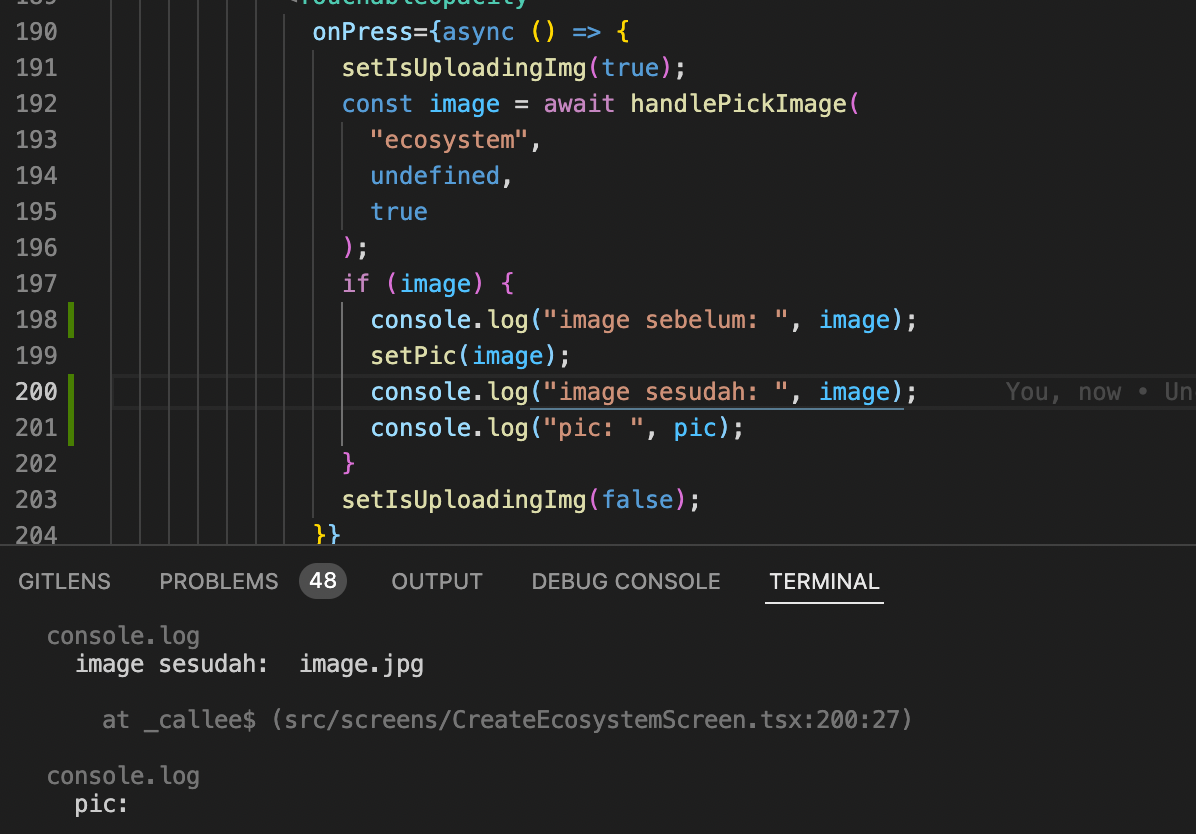 189 <TouchableOpacity
190 onPress={async () => {
191 setIsUploadingImg(true);
192 const image = await handlePickImage(
193 "ecosystem",
194 undefined,
195 true
196 );
197 if (image) {
198 console.log("image sebelum: ", image);
199 setPic(image);
200 console.log("image sesudah: ", image); You, now • Un
201 console.log("pic: ", pic);
202 }
203 setIsUploadingImg(false);
204 }}
GITLENS PROBLEMS 48 OUTPUT DEBUG CONSOLE TERMINAL
console.log
image sesudah: image.jpg
at _callee$ (src/screens/CreateEcosystemScreen.tsx:200:27)
console.log
pic: